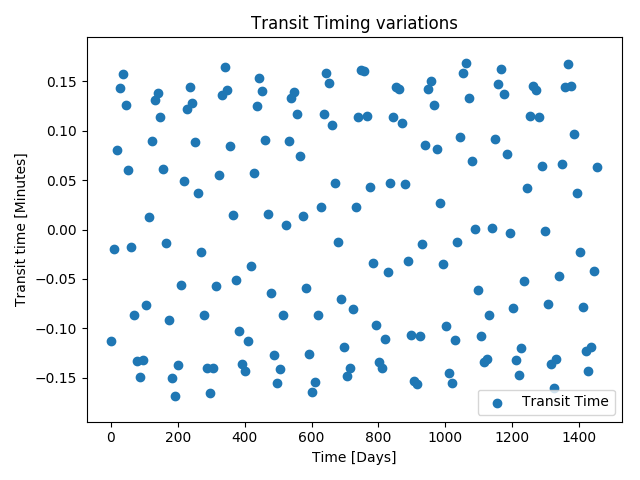 Transit Timing variations
Transit time [Minutes]
0.15
0.10
0.05
0.00
−0.05
−0.10
−0.15
0 200 400 600 800 1000 1200 1400
Time [Days]
Transit Time